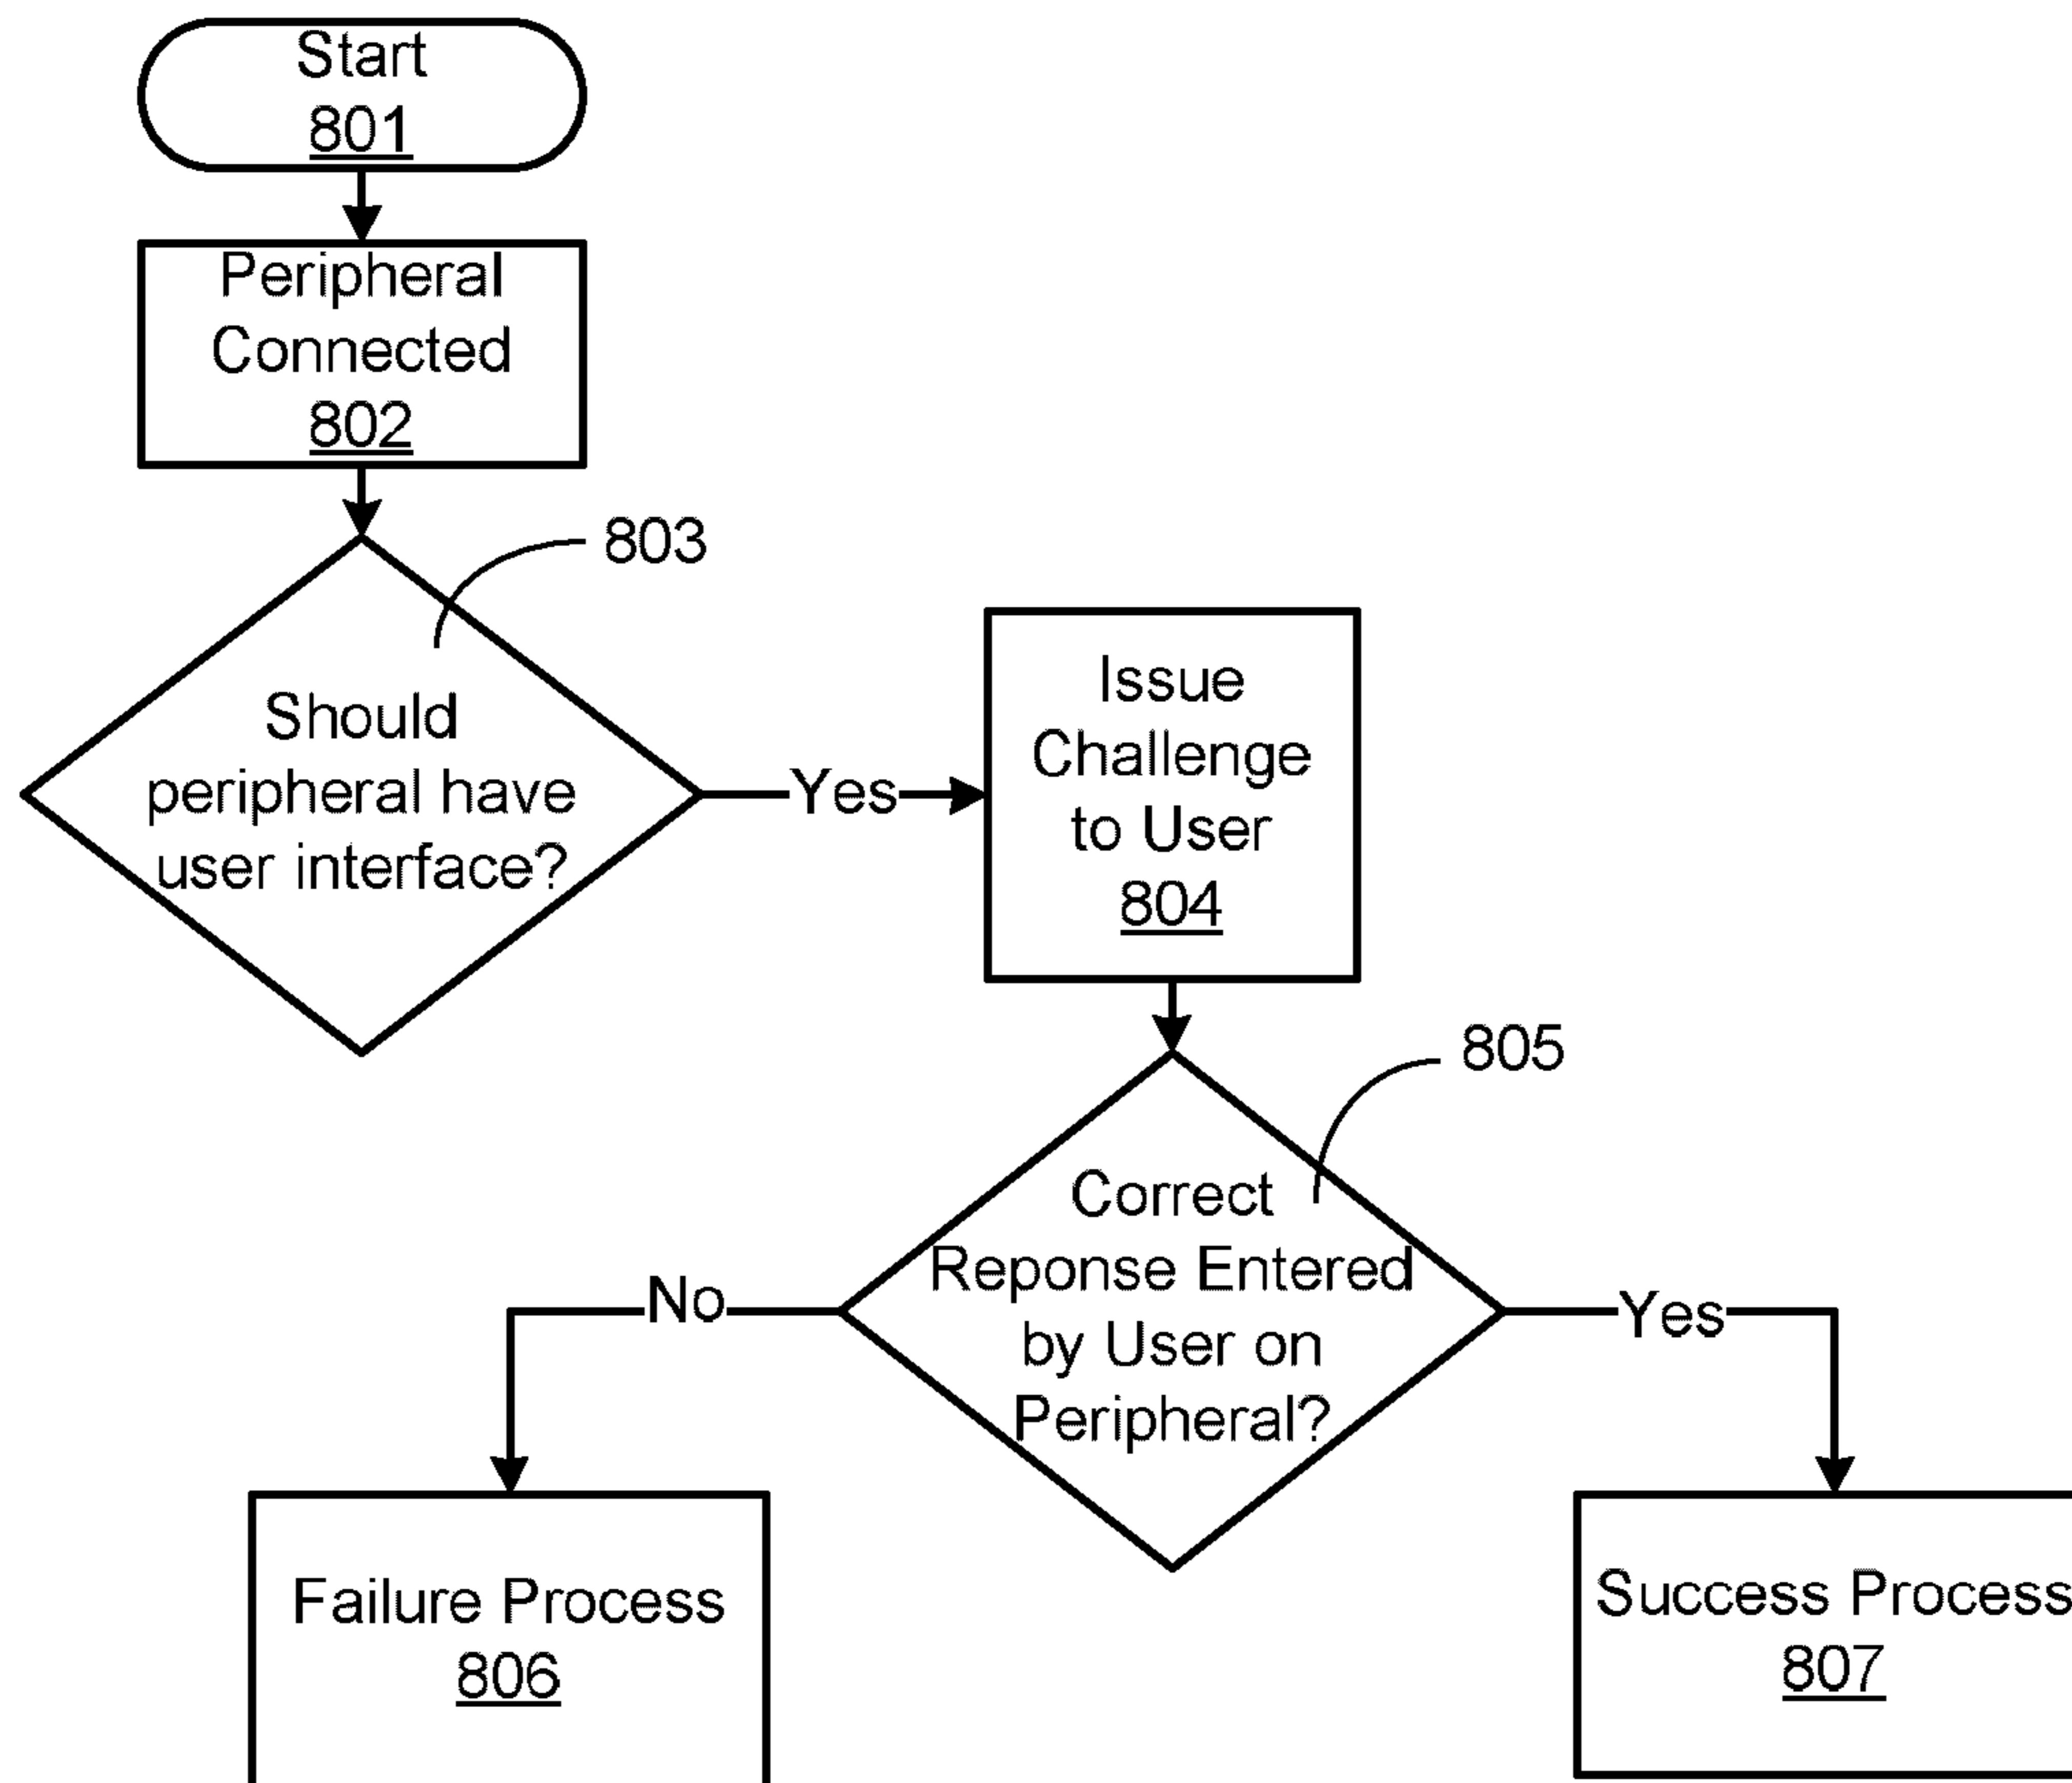 Start
801
Peripheral
Connected
802
803
Should
peripheral have
user interface?
Yes
Issue
Challenge
to User
804
805
Correct
Reponse Entered
by User on
Peripheral?
No
Yes
Failure Process
806
Success Process
807